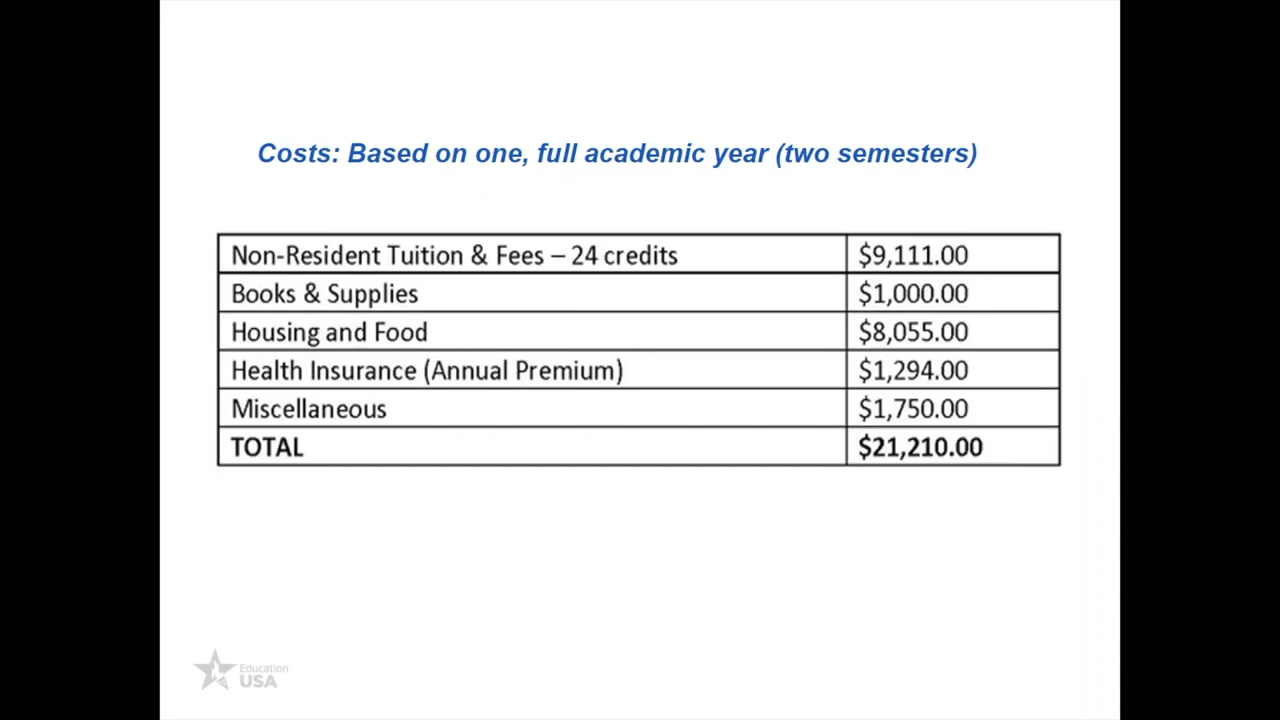 Costs: Based on one, full academic year (two semesters)
Non-Resident Tuition & Fees – 24 credits $9,111.00
Books & Supplies $1,000.00
Housing and Food $8,055.00
Health Insurance (Annual Premium) $1,294.00
Miscellaneous $1,750.00
TOTAL $21,210.00
Education
USA